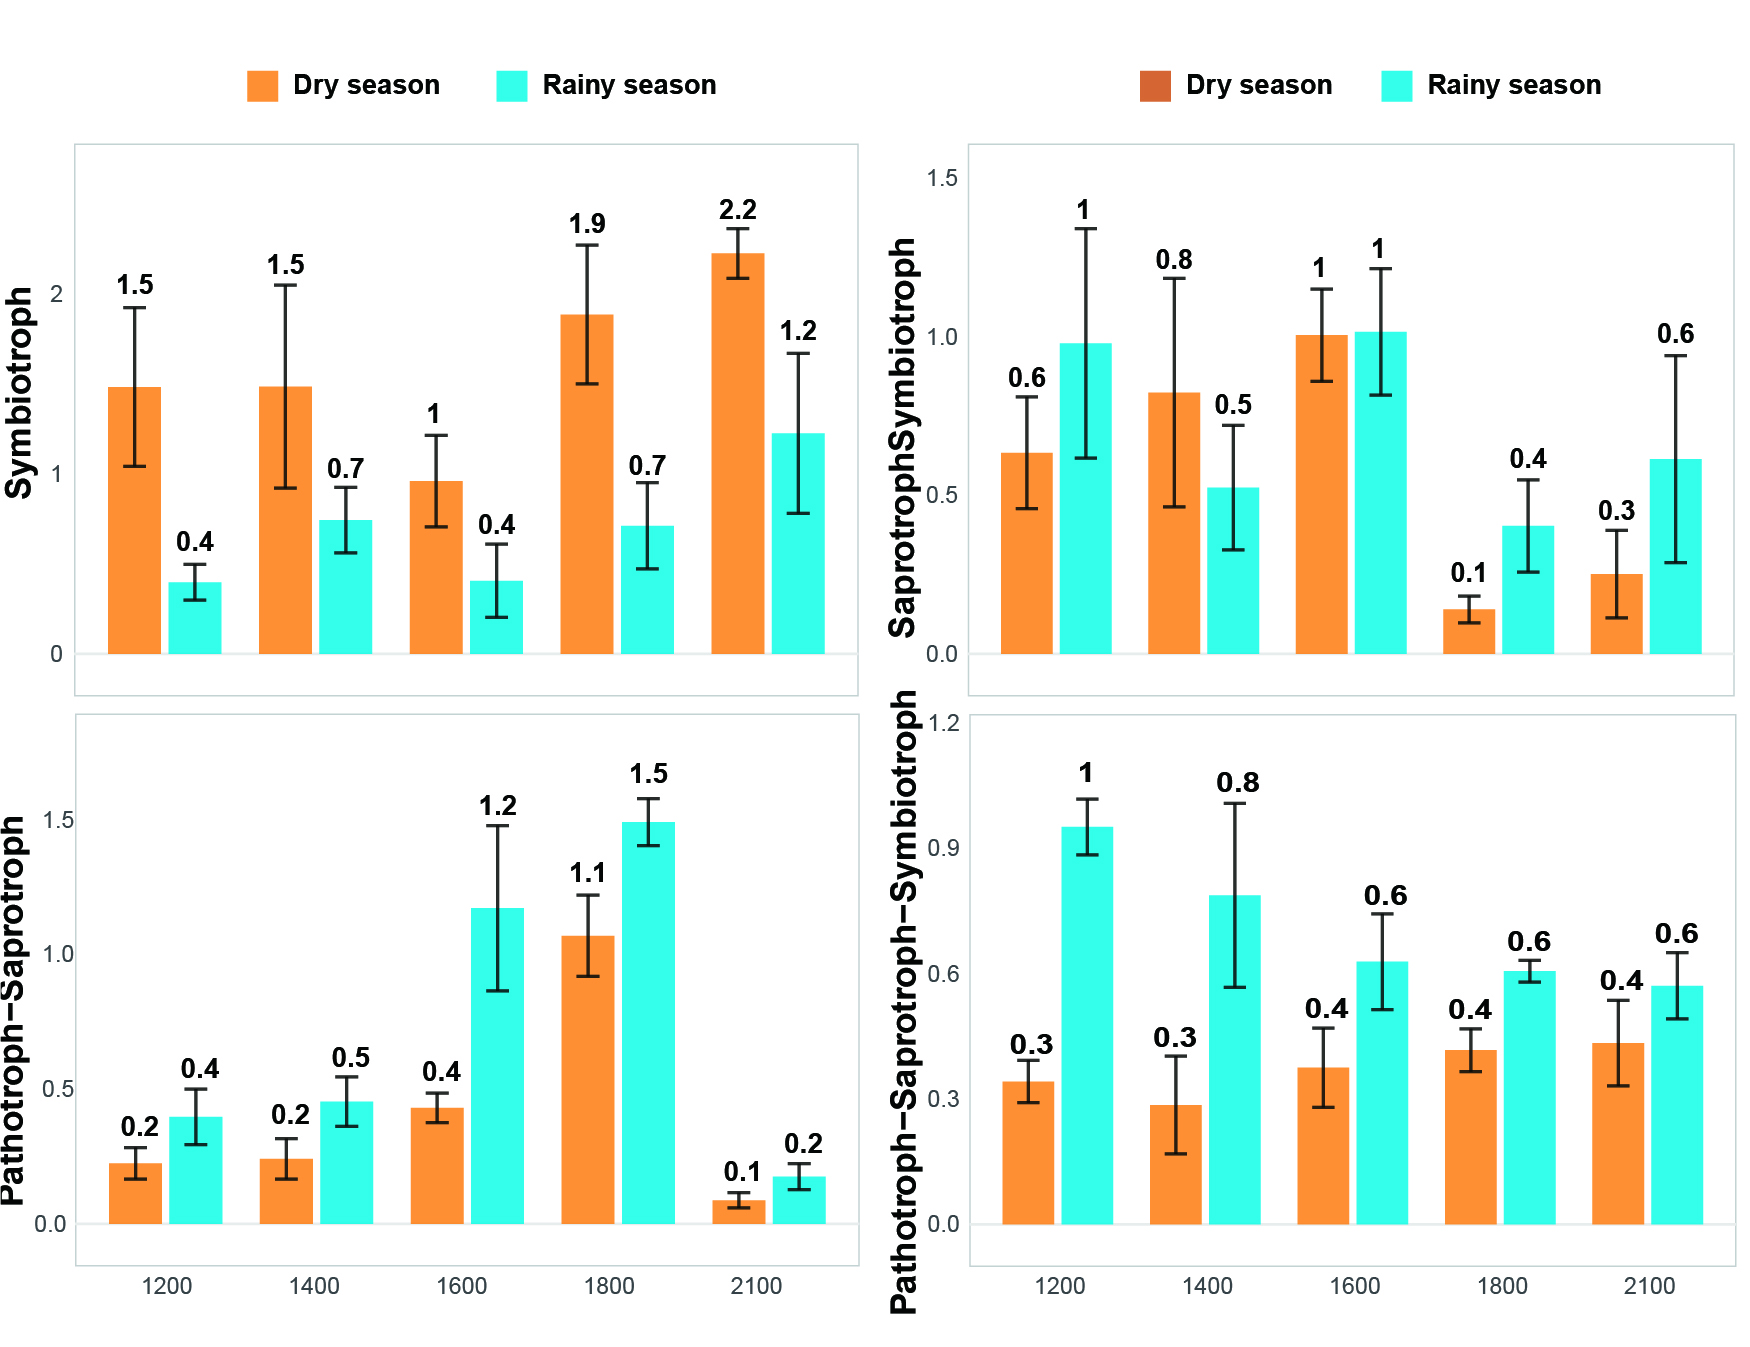 Dry season Rainy season
Dry season Rainy season
Symbiotroph
2
1
0
1.5 0.4 1.5 0.7 1 0.4 1.9 0.7 2.2 1.2
SaprotrophSymbiotroph
1.5
1.0
0.5
0.0
0.6 1 0.8 0.5 1 1 0.1 0.4 0.3 0.6
Pathotroph−Saprotroph
1.5
1.0
0.5
0.0
0.2 0.4 0.2 0.5 0.4 1.2 1.1 1.5 0.1 0.2
1200 1400 1600 1800 2100
Pathotroph−Saprotroph−Symbiotroph
1.2
0.9
0.6
0.3
0.0
0.3 1 0.3 0.8 0.4 0.6 0.4 0.6 0.4 0.6
1200 1400 1600 1800 2100